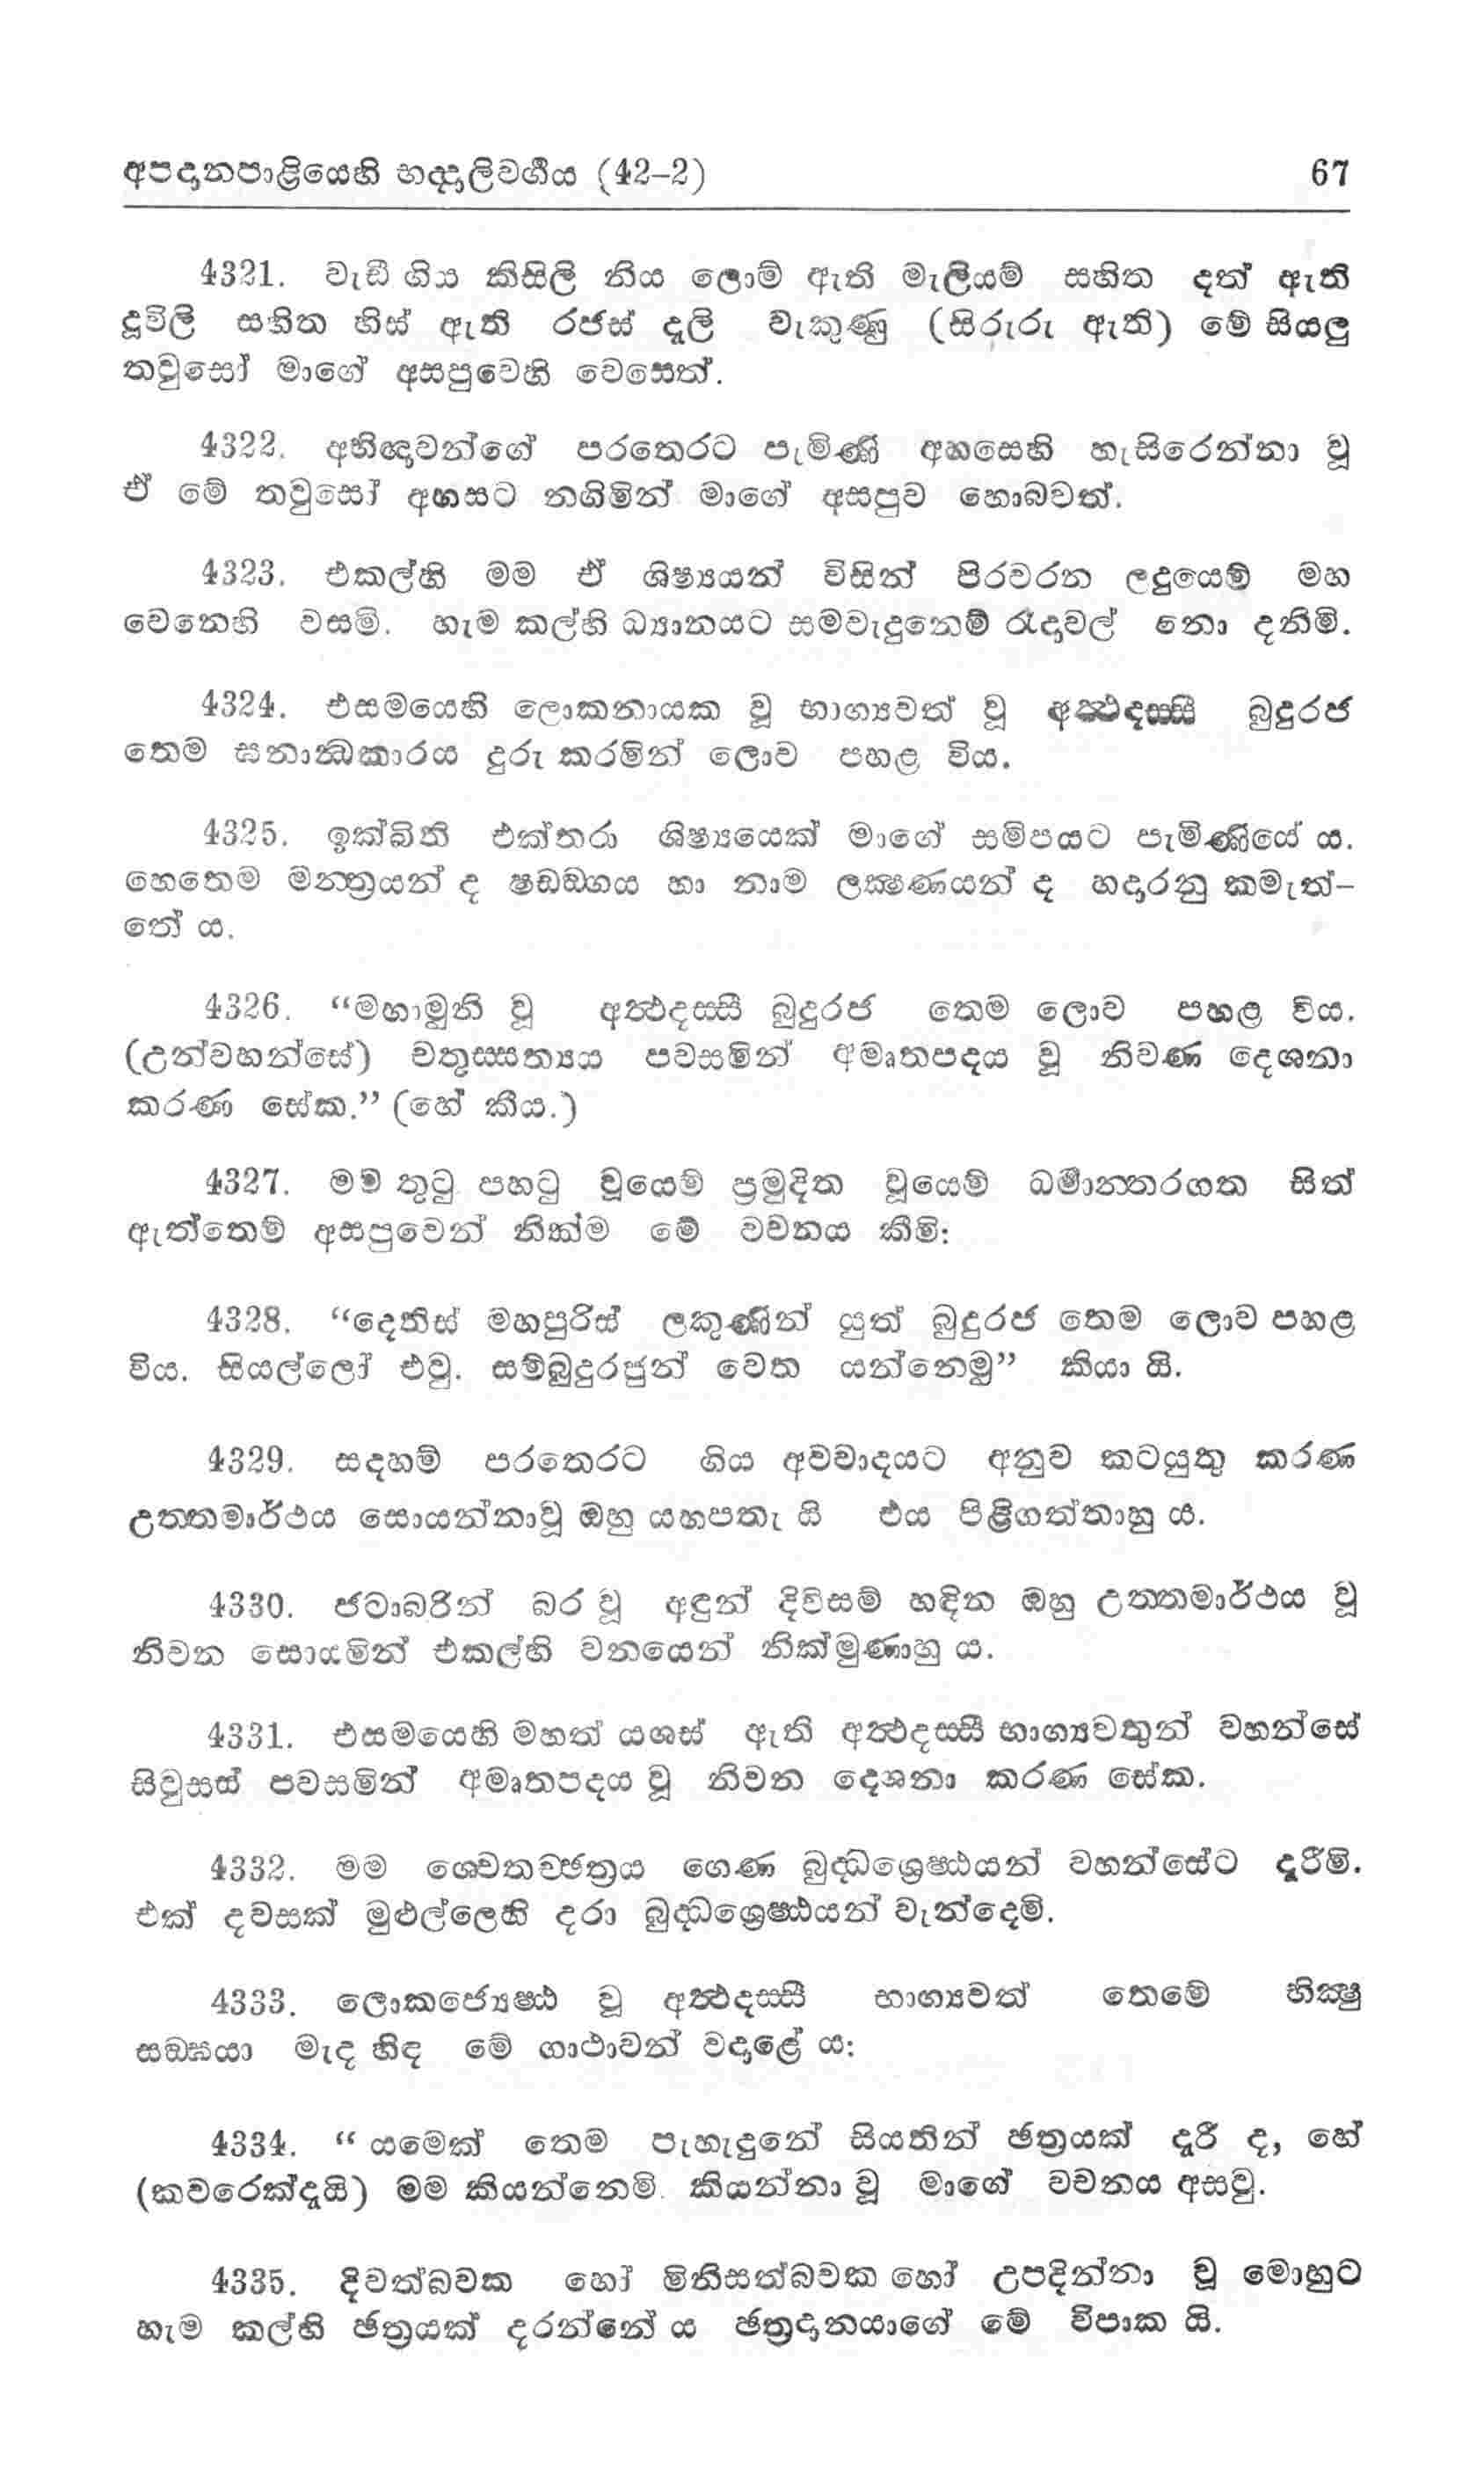 අපදානපාළියෙහි භද්දාලිවර්ගය (42–2) 67
4321. වැඩී ගිය කිසිලි නිය ලොම් ඇති මැලියම් සහිත දත් ඇති
දූවිලි සහිත හිස් ඇති රජස් දැලි වැකුණු (සිරුරු ඇති) මේ සියලු
තවුසෝ මාගේ අසපුවෙහි වෙසෙත්.
4322. අභිඥාවන්ගේ පරතෙරට පැමිණි අහසෙහි හැසිරෙන්නා වූ
ඒ මේ තවුසෝ අහසට නගිමින් මාගේ අසපුව හොබවත්.
4323. එකල්හි මම ඒ ශිෂ්‍යයන් විසින් පිරවරන ලදුයෙම් මහ
වෙනෙහි වසමි. හැම කල්හි ධ්‍යානයට සමවැදුනෙම් රෑදාවල් නො දනිමි.
4324. එසමයෙහි ලොකනායක වූ භාග්‍යවත් වූ අත්‍ථදස්සී බුදුරජ
තෙම ඝනාන්‍ධකාරය දුරු කරමින් ලොව පහළ විය.
4325. ඉක්බිති එක්තරා ශිෂ්‍යයෙක් මාගේ සමීපයට පැමිණියේ ය.
හෙතෙම මන්ත්‍රයන් ද ෂඩඞ්ගය හා නාම ලක්‍ෂණයන් ද හදාරනු කමැත්–
තේ ය.
4326. “මහාමුනි වූ අත්‍ථදස්සී බුදුරජ තෙම ලොව පහළ විය.
(උන්වහන්සේ) චතුස්සත්‍යය පවසමින් අමෘතපදය වූ නිවණ දෙශනා
කරණ සේක.” (හේ කීය.)
4327. මම් තුටු පහටු වූයෙම් ප්‍රමුදිත වූයෙම් ධර්මාන්තරගත සිත්
ඇත්තෙම් අසපුවෙන් නික්ම මේ වචනය කීමි:
4328. “දෙතිස් මහපුරිස් ලකුණින් යුත් බුදුරජ තෙම ලොව පහළ
විය. සියල්ලෝ එවු. සම්බුදුරජුන් වෙත යන්නෙමු” කියා යි.
4329. සදහම් පරතෙරට ගිය අවවාදයට අනුව කටයුතු කරණ
උත්තමාර්ථය සොයන්නාවූ ඔහු යහපතැ යි එය පිළිගත්තාහු ය.
4330. ජටාබරින් බර වූ අඳුන් දිවිසම් හඳින ඔහු උත්තමාර්ථය වූ
නිවන සොයමින් එකල්හි වනයෙන් නික්මුණාහු ය.
4331. එසමයෙහි මහත් යශස් ඇති අත්‍ථදස්සී භාග්‍යවතුන් වහන්සේ
සිවුසස් පවසමින් අමෘතපදය වූ නිවන දෙශනා කරණ සේක.
4332. මම ශෙවතච්ඡත්‍රය ගෙණ බුද්ධශ්‍රෙෂ්ඨයන් වහන්සේට දැරීමි.
එක් දවසක් මුළුල්ලෙහි දරා බුද්ධශ්‍රෙෂ්ඨයන් වැන්දෙමි.
4333. ලොකජ්‍යෙෂ්ඨ වූ අත්‍ථදස්සී භාග්‍යවත් තෙමේ භික්‍ෂු
සඞ්ඝයා මැද හිඳ මේ ගාථාවන් වදාළේ ය:
4334. “ යමෙක් තෙම පැහැදුනේ සියතින් ඡත්‍රයක් දැරී ද, හේ
(කවරෙක්දැයි) මම කියන්නෙමි. කියන්නා වූ මාගේ වචනය අසවු.
4335. දිවත්බවක හෝ මිනිසත්බවක හෝ උපදින්නා වූ මොහුට
හැම කල්හි ඡත්‍රයක් දරන්නේ ය ඡත්‍රදානයාගේ මේ විපාක යි.